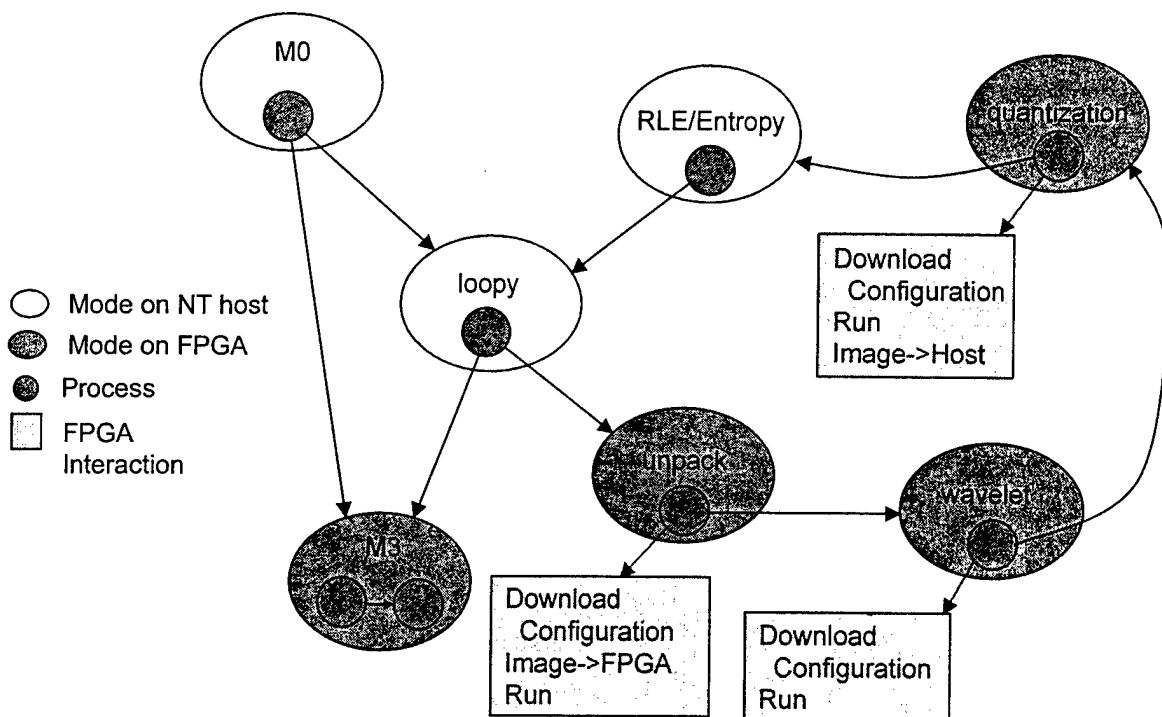 M0
RLE/Entropy
quantization
loopy
Download
Configuration
Run
Image->Host
Mode on NT host
Mode on FPGA
Process
FPGA
Interaction
unpack
wavelet
M3
Download
Configuration
Image->FPGA
Run
Download
Configuration
Run